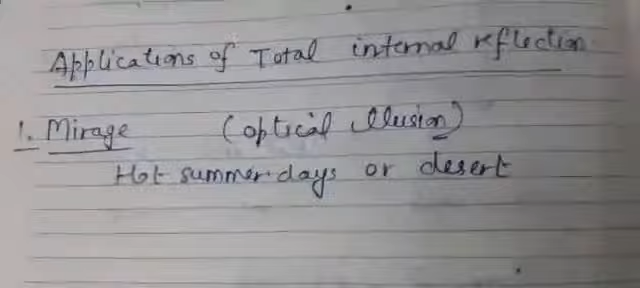 Applications of Total internal reflection
1. Mirage (optical illusion)
Hot summer days or desert